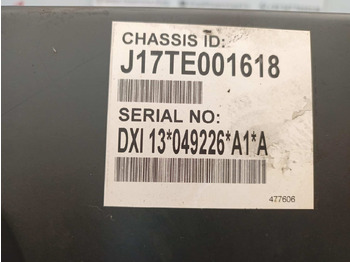 CHASSIS ID:
J17TE001618
SERIAL NO:
DXI 13*049226*A1*A
477606